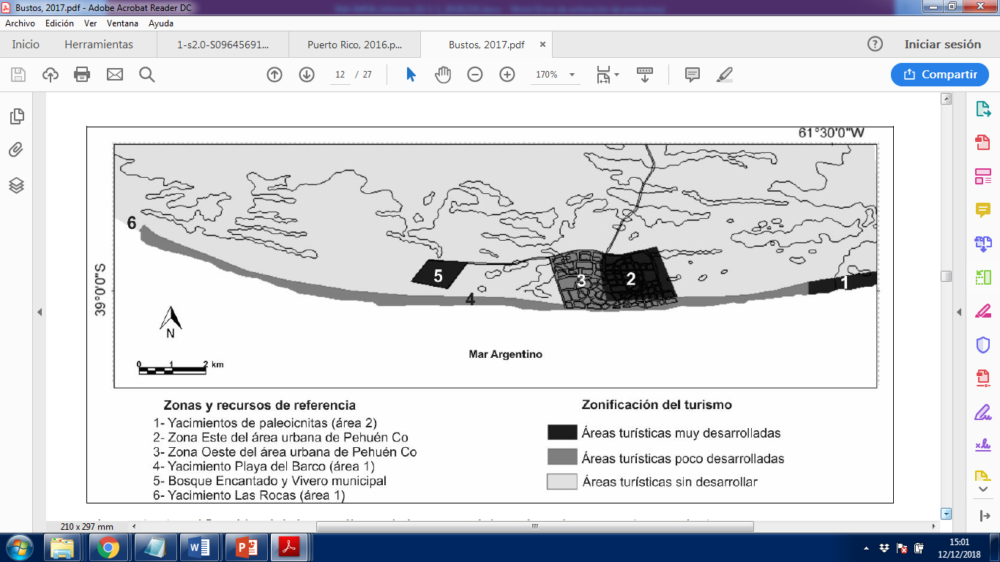 Bustos, 2017.pdf - Adobe Acrobat Reader DC
Archivo Edición Ver Ventana Ayuda
Inicio Herramientas 1-s2.0-S09645691... Puerto Rico, 2016.p... Bustos, 2017.pdf × ? Iniciar sesión
12 / 27 170% Compartir
61°30'0"W
39°0'0"S
6
5
4
3
2
1
N
0 1 2 km
Mar Argentino
Zonas y recursos de referencia
1- Yacimientos de paleoicnitas (área 2)
2- Zona Este del área urbana de Pehuén Co
3- Zona Oeste del área urbana de Pehuén Co
4- Yacimiento Playa del Barco (área 1)
5- Bosque Encantado y Vivero municipal
6- Yacimiento Las Rocas (área 1)
Zonificación del turismo
Áreas turísticas muy desarrolladas
Áreas turísticas poco desarrolladas
Áreas turísticas sin desarrollar
210 x 297 mm
15:01
12/12/2018